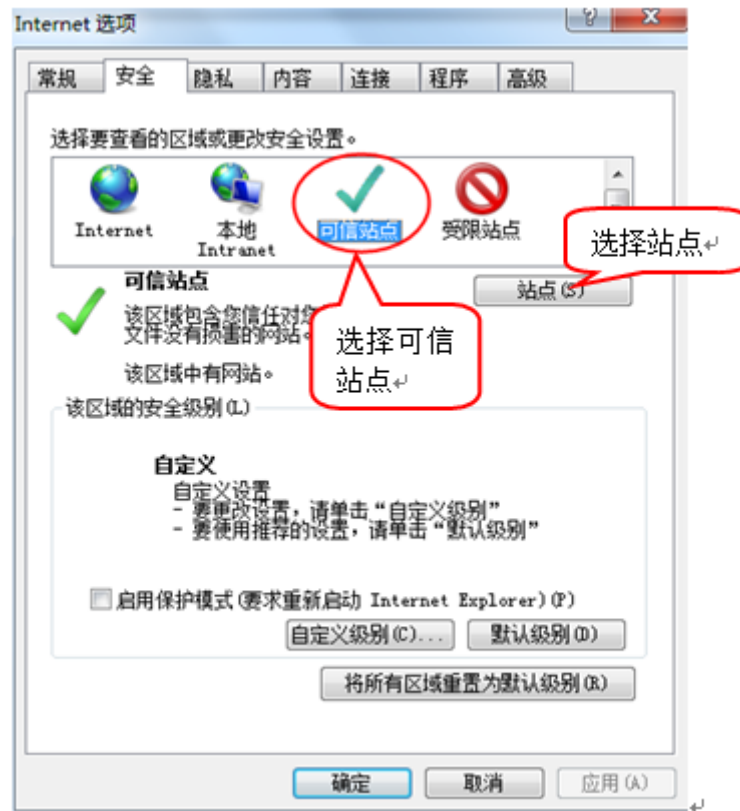 Internet 选项
常规 安全 隐私 内容 连接 程序 高级
选择要查看的区域或更改安全设置。
Internet
本地
Intranet
可信站点
受限站点
选择站点
可信站点
站点(S)
该区域包含您信任对您
文件没有损害的网站。
选择可信
站点
该区域中有网站。
该区域的安全级别(L)
自定义
自定义设置
- 要更改设置，请单击“自定义级别”
- 要使用推荐的设置，请单击“默认级别”
启用保护模式(要求重新启动 Internet Explorer)(P)
自定义级别(C)... 默认级别(D)
将所有区域重置为默认级别(R)
确定 取消 应用(A)